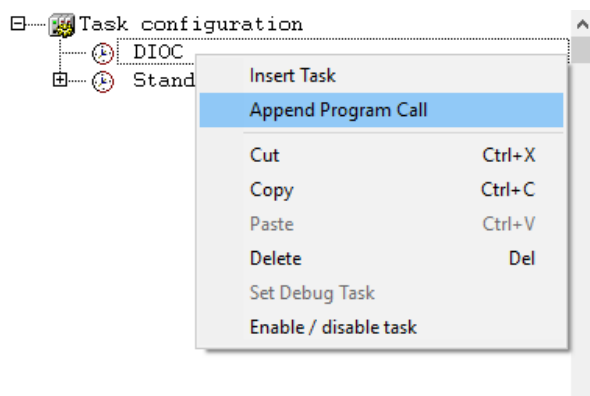 Task configuration
DIOC
Stand
Insert Task
Append Program Call
Cut Ctrl+X
Copy Ctrl+C
Paste Ctrl+V
Delete Del
Set Debug Task
Enable / disable task